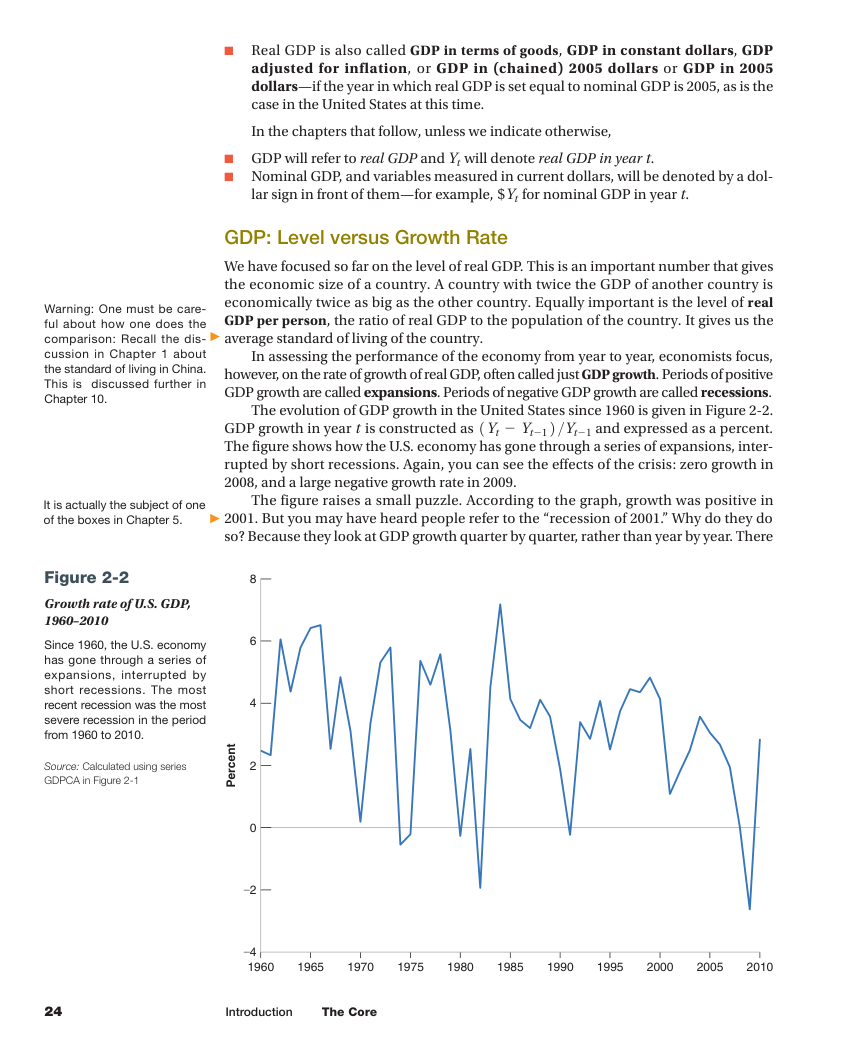 ■ Real GDP is also called GDP in terms of goods, GDP in constant dollars, GDP
adjusted for inflation, or GDP in (chained) 2005 dollars or GDP in 2005
dollars—if the year in which real GDP is set equal to nominal GDP is 2005, as is the
case in the United States at this time.
In the chapters that follow, unless we indicate otherwise,
■ GDP will refer to real GDP and Yt will denote real GDP in year t.
■ Nominal GDP, and variables measured in current dollars, will be denoted by a dol-
lar sign in front of them—for example, $Yt for nominal GDP in year t.
GDP: Level versus Growth Rate
We have focused so far on the level of real GDP. This is an important number that gives
the economic size of a country. A country with twice the GDP of another country is
economically twice as big as the other country. Equally important is the level of real
GDP per person, the ratio of real GDP to the population of the country. It gives us the
average standard of living of the country.
Warning: One must be care-
ful about how one does the
comparison: Recall the dis-
cussion in Chapter 1 about
the standard of living in China.
This is discussed further in
Chapter 10.
In assessing the performance of the economy from year to year, economists focus,
however, on the rate of growth of real GDP, often called just GDP growth. Periods of positive
GDP growth are called expansions. Periods of negative GDP growth are called recessions.
The evolution of GDP growth in the United States since 1960 is given in Figure 2-2.
GDP growth in year t is constructed as (Yt − Yt−1)/Yt−1 and expressed as a percent.
The figure shows how the U.S. economy has gone through a series of expansions, inter-
rupted by short recessions. Again, you can see the effects of the crisis: zero growth in
2008, and a large negative growth rate in 2009.
The figure raises a small puzzle. According to the graph, growth was positive in
2001. But you may have heard people refer to the “recession of 2001.” Why do they do
so? Because they look at GDP growth quarter by quarter, rather than year by year. There
It is actually the subject of one
of the boxes in Chapter 5.
Figure 2-2
Growth rate of U.S. GDP,
1960–2010
Since 1960, the U.S. economy
has gone through a series of
expansions, interrupted by
short recessions. The most
recent recession was the most
severe recession in the period
from 1960 to 2010.
Source: Calculated using series
GDPCA in Figure 2-1
Percent
8
6
4
2
0
–2
–4
1960 1965 1970 1975 1980 1985 1990 1995 2000 2005 2010
24 Introduction The Core